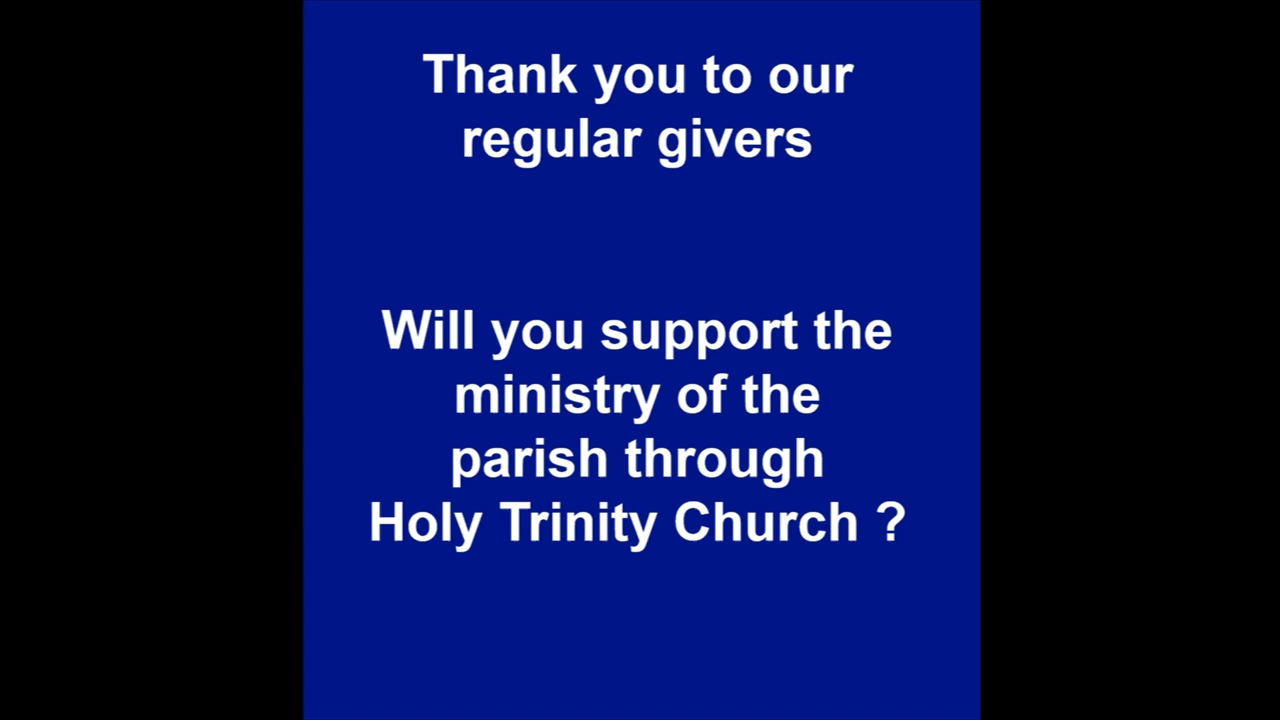 Thank you to our
regular givers
Will you support the
ministry of the
parish through
Holy Trinity Church ?